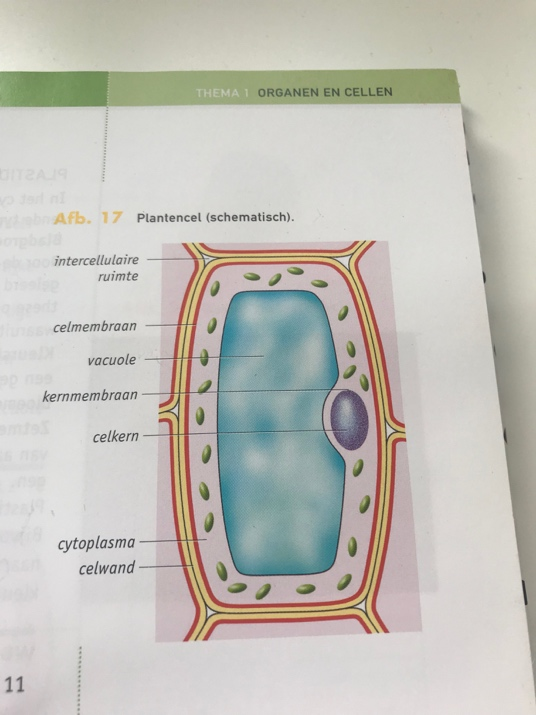 THEMA 1 ORGANEN EN CELLEN
Afb. 17 Plantencel (schematisch).
intercellulaire
ruimte
celmembraan
vacuole
kernmembraan
celkern
cytoplasma
celwand
11